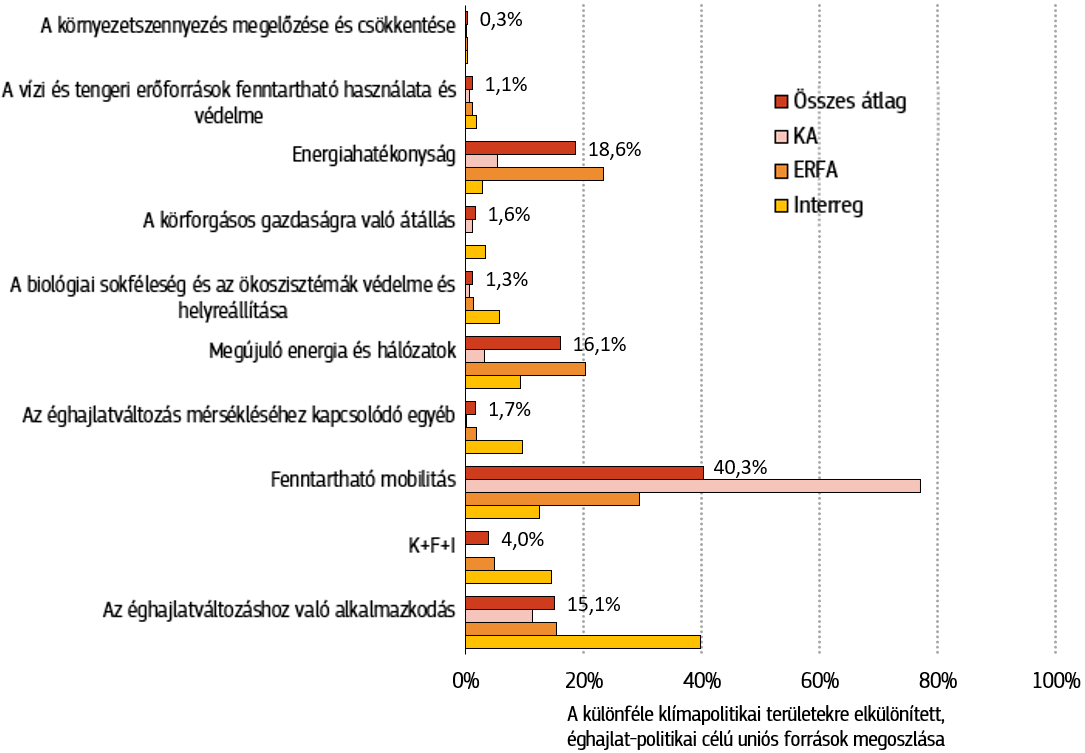 A környezetszennyezés megelőzése és csökkentése
0,3%
A vízi és tengeri erőforrások fenntartható használata és
védelme
1,1%
Energiahatékonyság
18,6%
A körforgásos gazdaságra való átállás
1,6%
A biológiai sokféleség és az ökoszisztémák védelme és
helyreállítása
1,3%
Megújuló energia és hálózatok
16,1%
Az éghajlatváltozás mérsékléséhez kapcsolódó egyéb
1,7%
Fenntartható mobilitás
40,3%
K+F+I
4,0%
Az éghajlatváltozáshoz való alkalmazkodás
15,1%
Összes átlag
KA
ERFA
Interreg
0% 20% 40% 60% 80% 100%
A különféle klímapolitikai területekre elkülönített,
éghajlat-politikai célú uniós források megoszlása